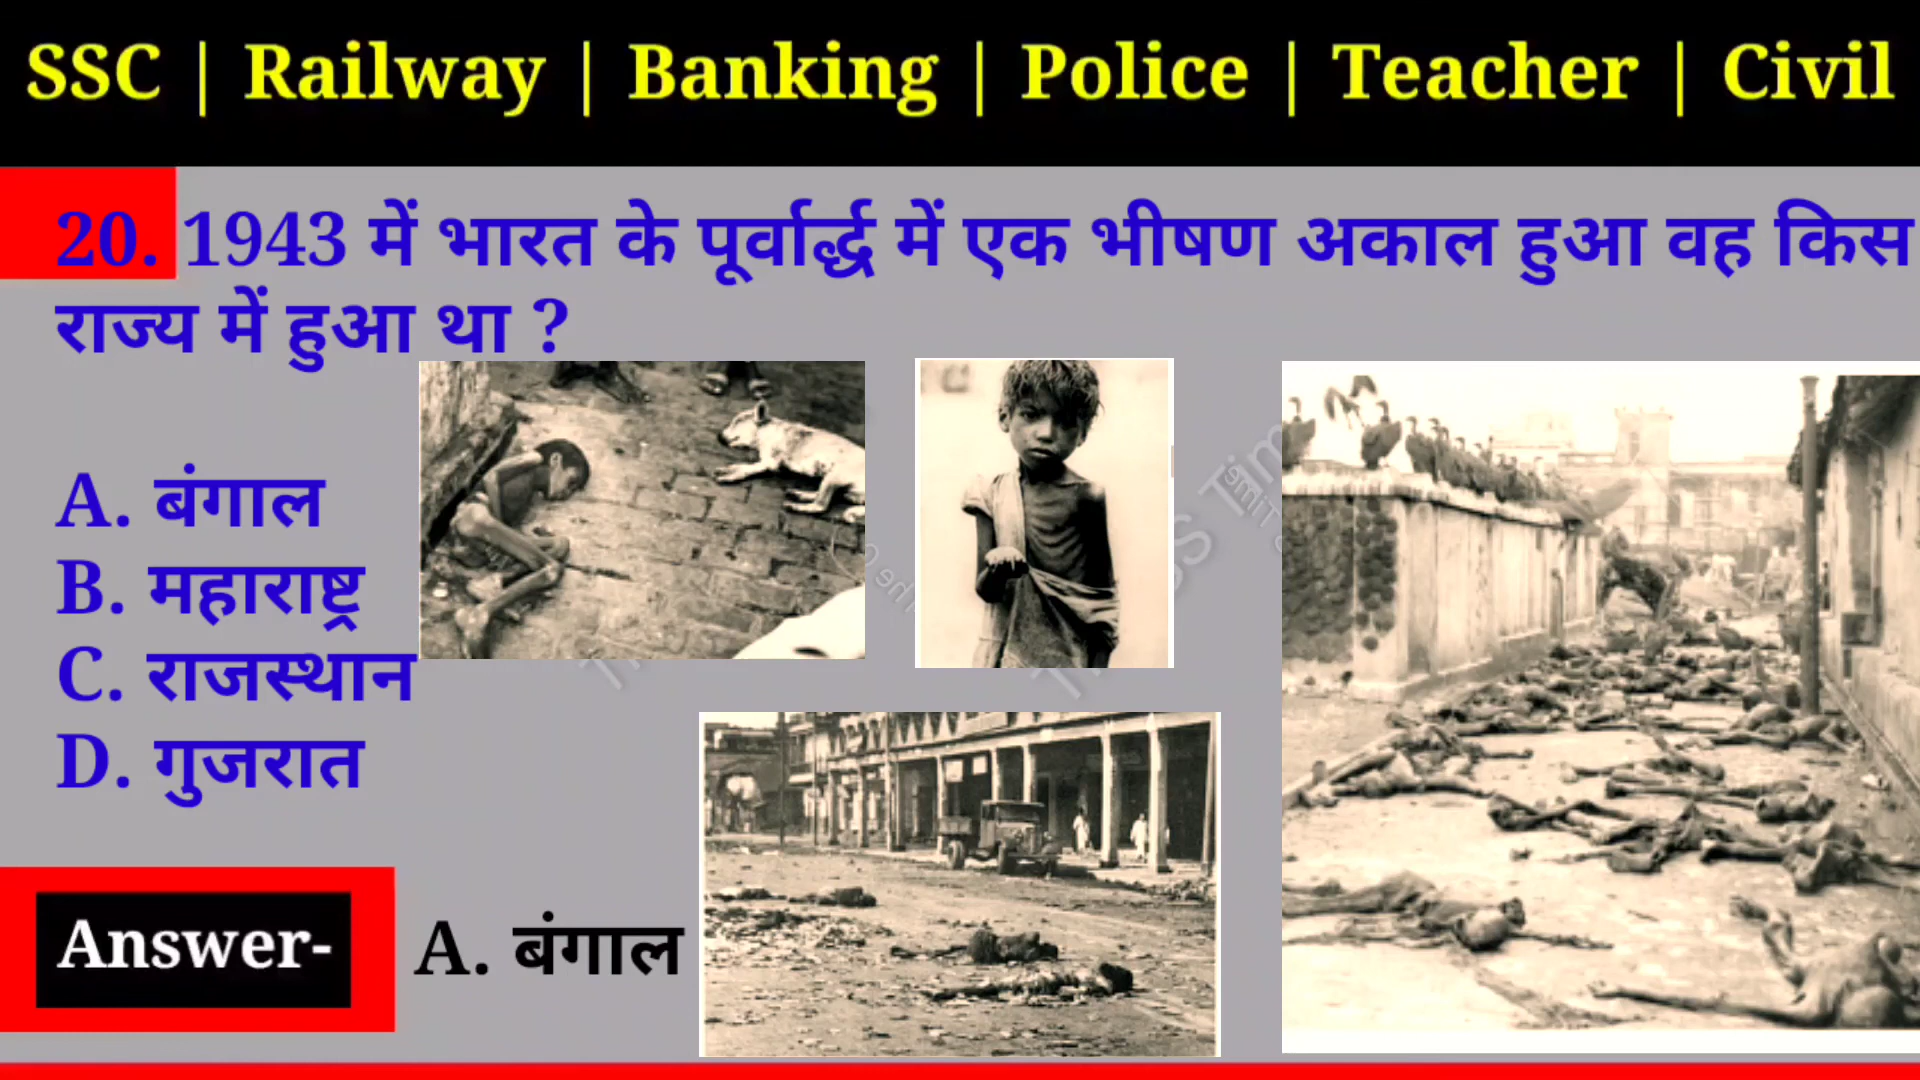 SSC | Railway | Banking | Police | Teacher | Civil
20. 1943 में भारत के पूर्वार्द्ध में एक भीषण अकाल हुआ वह किस
राज्य में हुआ था ?
A. बंगाल
B. महाराष्ट्र
C. राजस्थान
D. गुजरात
Answer-
A. बंगाल